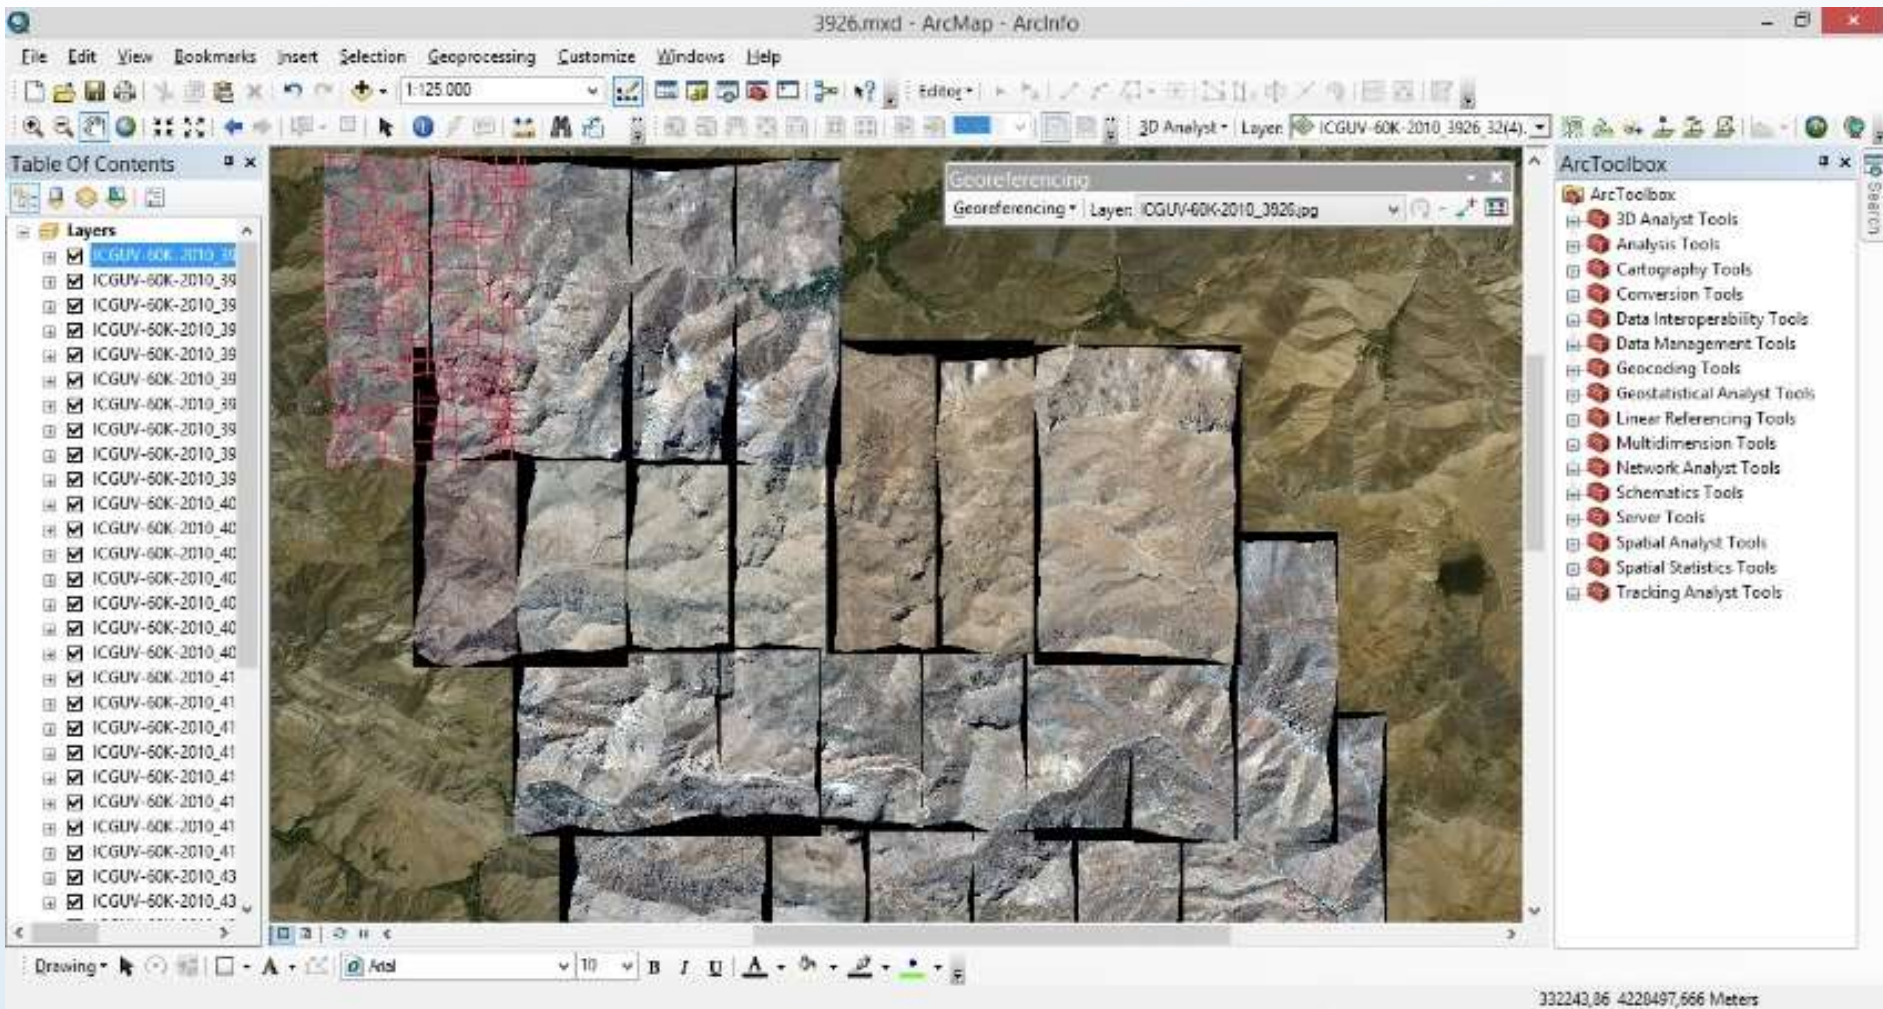 3926.mxd - ArcMap - ArcInfo
File Edit View Bookmarks Insert Selection Geoprocessing Customize Windows Help
1:125.000 Editor
3D Analyst Layer: ICGUV-60K-2010_3926_32(4).
Table Of Contents
Layers
ICGUV-60K-2010_39
ICGUV-60K-2010_39
ICGUV-60K-2010_39
ICGUV-60K-2010_39
ICGUV-60K-2010_39
ICGUV-60K-2010_39
ICGUV-60K-2010_39
ICGUV-60K-2010_39
ICGUV-60K-2010_39
ICGUV-60K-2010_39
ICGUV-60K-2010_40
ICGUV-60K-2010_40
ICGUV-60K-2010_40
ICGUV-60K-2010_40
ICGUV-60K-2010_40
ICGUV-60K-2010_40
ICGUV-60K-2010_40
ICGUV-60K-2010_41
ICGUV-60K-2010_41
ICGUV-60K-2010_41
ICGUV-60K-2010_41
ICGUV-60K-2010_41
ICGUV-60K-2010_41
ICGUV-60K-2010_41
ICGUV-60K-2010_41
ICGUV-60K-2010_43
ICGUV-60K-2010_43
Georeferencing
Georeferencing Layer: ICGUV-60K-2010_3926.jpg
ArcToolbox
ArcToolbox
3D Analyst Tools
Analysis Tools
Cartography Tools
Conversion Tools
Data Interoperability Tools
Data Management Tools
Geocoding Tools
Geostatistical Analyst Tools
Linear Referencing Tools
Multidimension Tools
Network Analyst Tools
Schematics Tools
Server Tools
Spatial Analyst Tools
Spatial Statistics Tools
Tracking Analyst Tools
Search
Drawing A Arial 10 B I U A
332243,86 4228497,666 Meters